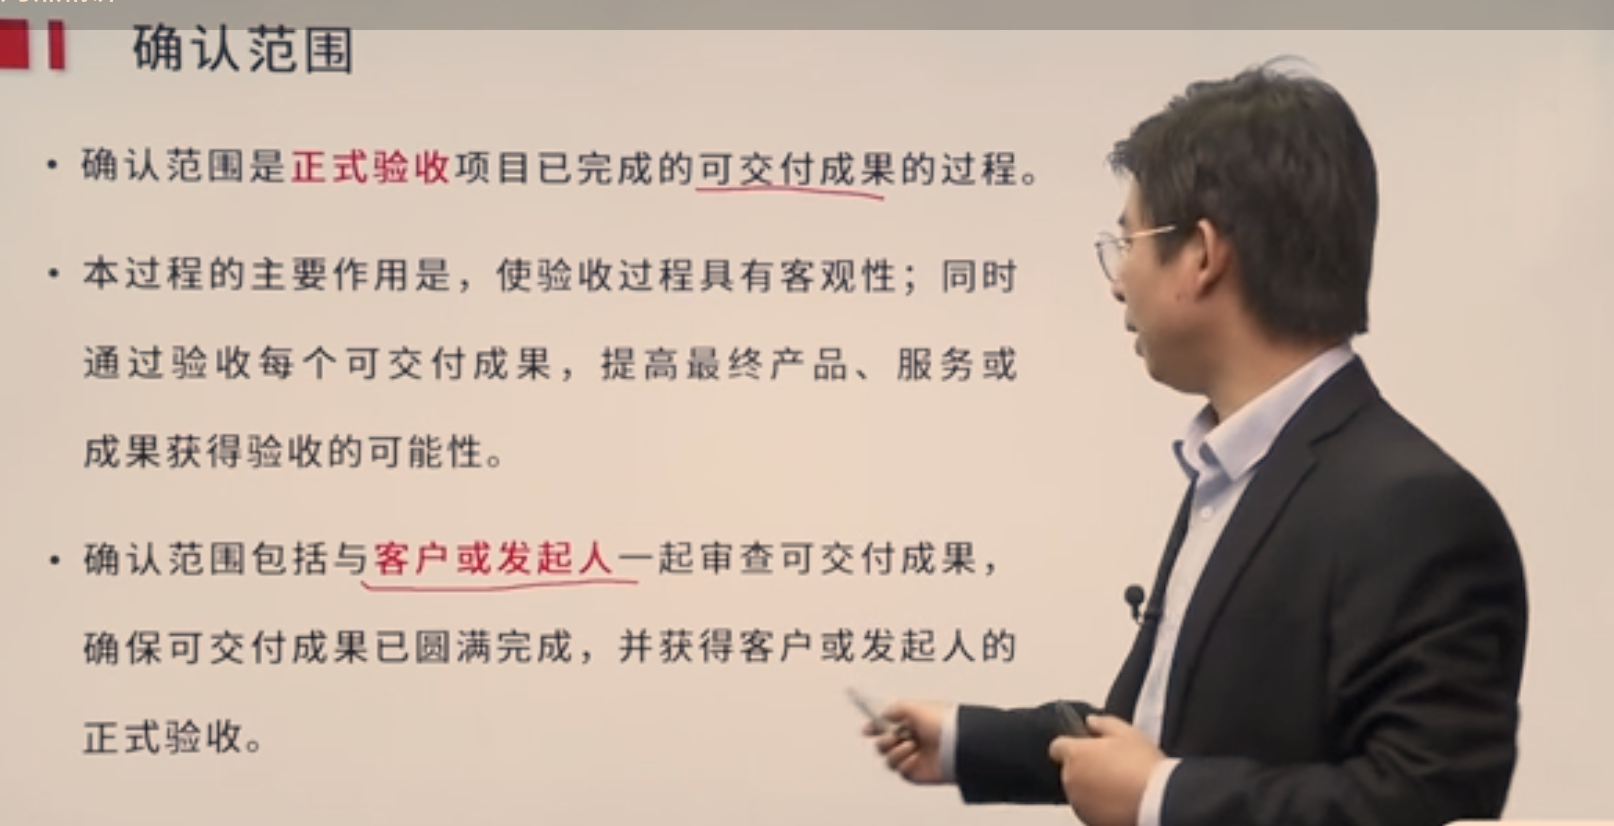 确认范围
• 确认范围是正式验收项目已完成的可交付成果的过程。
• 本过程的主要作用是，使验收过程具有客观性；同时
通过验收每个可交付成果，提高最终产品、服务或
成果获得验收的可能性。
• 确认范围包括与客户或发起人一起审查可交付成果，
确保可交付成果已圆满完成，并获得客户或发起人的
正式验收。